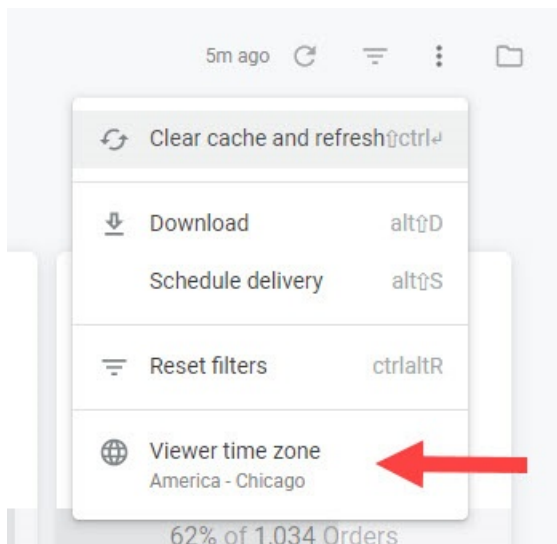 5m ago
Clear cache and refresh⇧ctrl↵
Download alt⇧D
Schedule delivery alt⇧S
Reset filters ctrlaltR
Viewer time zone
America - Chicago
62% of 1,034 Orders